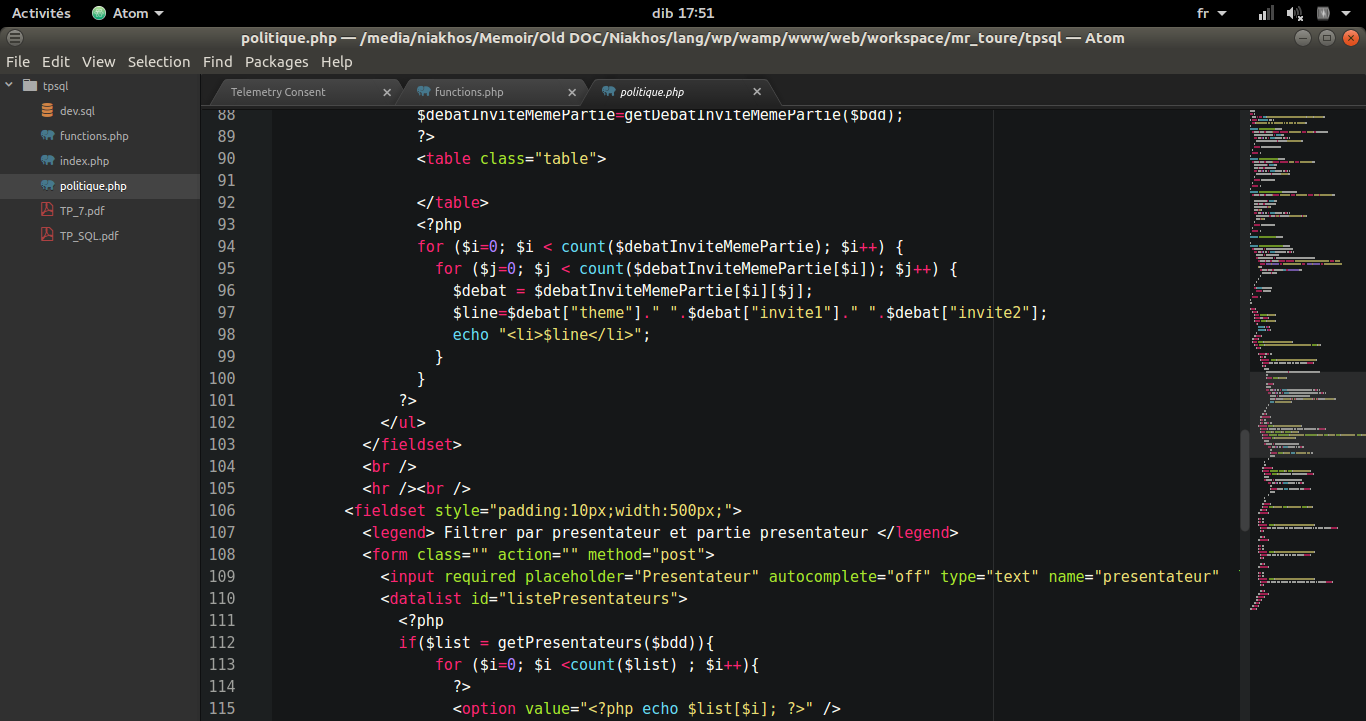 Activités Atom dib 17:51 fr
politique.php — /media/niakhos/Memoir/Old DOC/Niakhos/lang/wp/wamp/www/web/workspace/mr_toure/tpsql — Atom
File Edit View Selection Find Packages Help
tpsql
dev.sql
functions.php
index.php
politique.php
TP_7.pdf
TP_SQL.pdf
Telemetry Consent functions.php politique.php
88 $debatInviteMemePartie=getDebatInviteMemePartie($bdd);
89 ?>
90 <table class="table">
91
92 </table>
93 <?php
94 for ($i=0; $i < count($debatInviteMemePartie); $i++) {
95 for ($j=0; $j < count($debatInviteMemePartie[$i]); $j++) {
96 $debat = $debatInviteMemePartie[$i][$j];
97 $line=$debat["theme"]." ".$debat["invite1"]." ".$debat["invite2"];
98 echo "<li>$line</li>";
99 }
100 }
101 ?>
102 </ul>
103 </fieldset>
104 <br />
105 <hr /><br />
106 <fieldset style="padding:10px;width:500px;">
107 <legend> Filtrer par presentateur et partie presentateur </legend>
108 <form class="" action="" method="post">
109 <input required placeholder="Presentateur" autocomplete="off" type="text" name="presentateur"
110 <datalist id="listePresentateurs">
111 <?php
112 if($list = getPresentateurs($bdd)){
113 for ($i=0; $i <count($list) ; $i++){
114 ?>
115 <option value="<?php echo $list[$i]; ?>" />